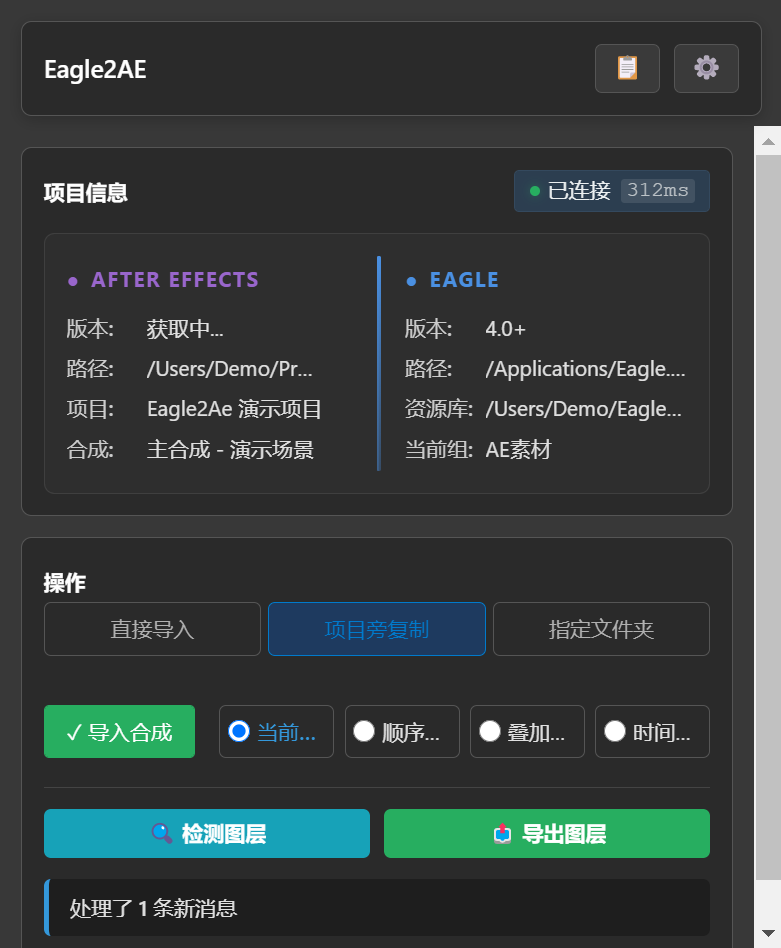 Eagle2AE
项目信息
已连接 312ms
AFTER EFFECTS
版本: 获取中...
路径: /Users/Demo/Pr...
项目: Eagle2Ae 演示项目
合成: 主合成 - 演示场景
EAGLE
版本: 4.0+
路径: /Applications/Eagle....
资源库: /Users/Demo/Eagle...
当前组: AE素材
操作
直接导入 项目旁复制 指定文件夹
✓ 导入合成 当前... 顺序... 叠加... 时间...
检测图层 导出图层
处理了 1 条新消息